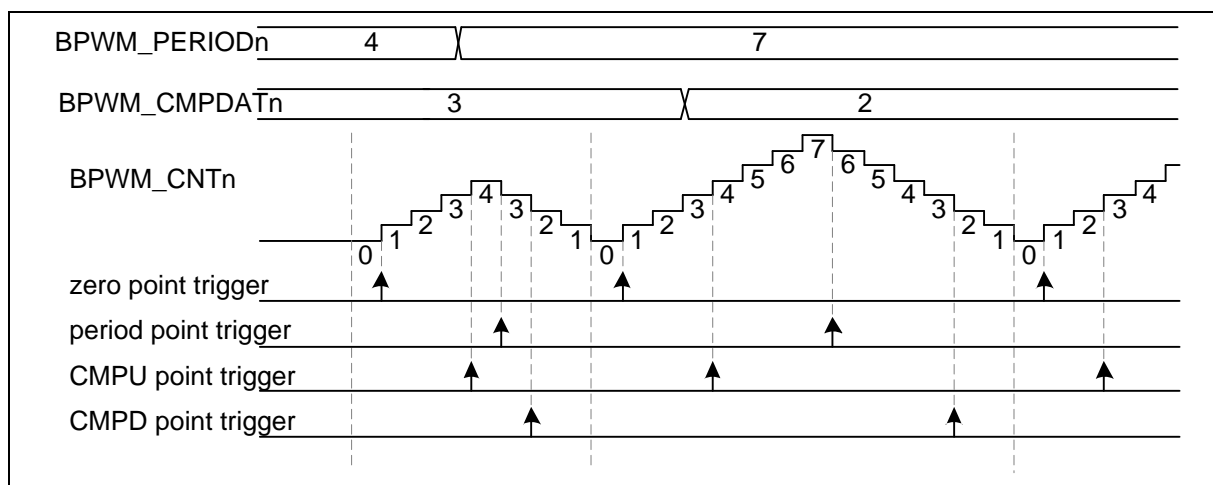 BPWM_PERIODn 4 7
BPWM_CMPDATn 3 2
BPWM_CNTn 0 1 2 3 4 3 2 1 0 1 2 3 4 5 6 7 6 5 4 3 2 1 0 1 2 3 4
zero point trigger
period point trigger
CMPU point trigger
CMPD point trigger